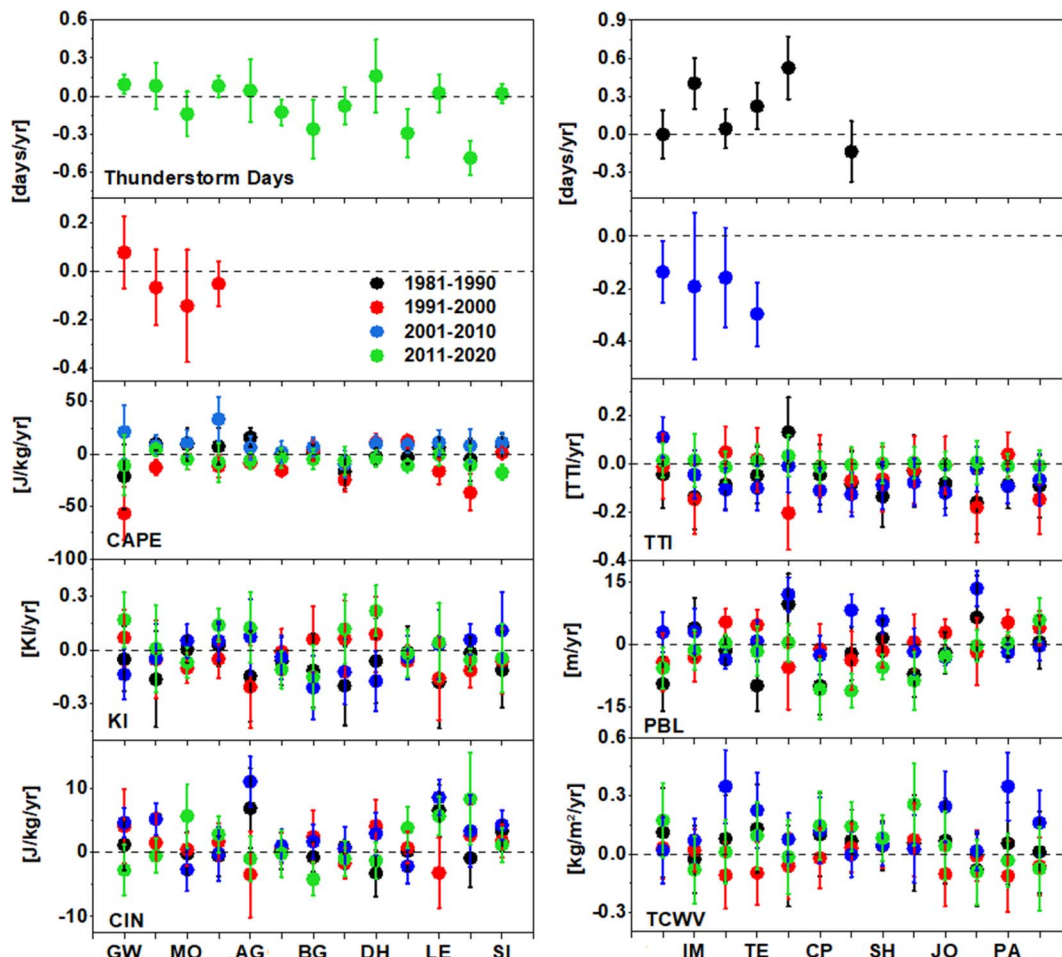 0.6
0.3
0.0
-0.3
-0.6
[days/yr]
Thunderstorm Days
0.9
0.6
0.3
0.0
-0.3
[days/yr]
0.2
0.0
-0.2
-0.4
1981-1990
1991-2000
2001-2010
2011-2020
0.0
-0.2
-0.4
50
0
-50
-100
[J/kg/yr]
CAPE
0.2
0.0
-0.2
-0.4
[TTI/yr]
TTI
0.3
0.0
-0.3
[KI/yr]
KI
15
0
-15
[m/yr]
PBL
10
0
-10
[J/kg/yr]
CIN
0.6
0.3
0.0
-0.3
[kg/m²/yr]
TCWV
GW MO AG BG DH LE SI
IM TE CP SH JO PA